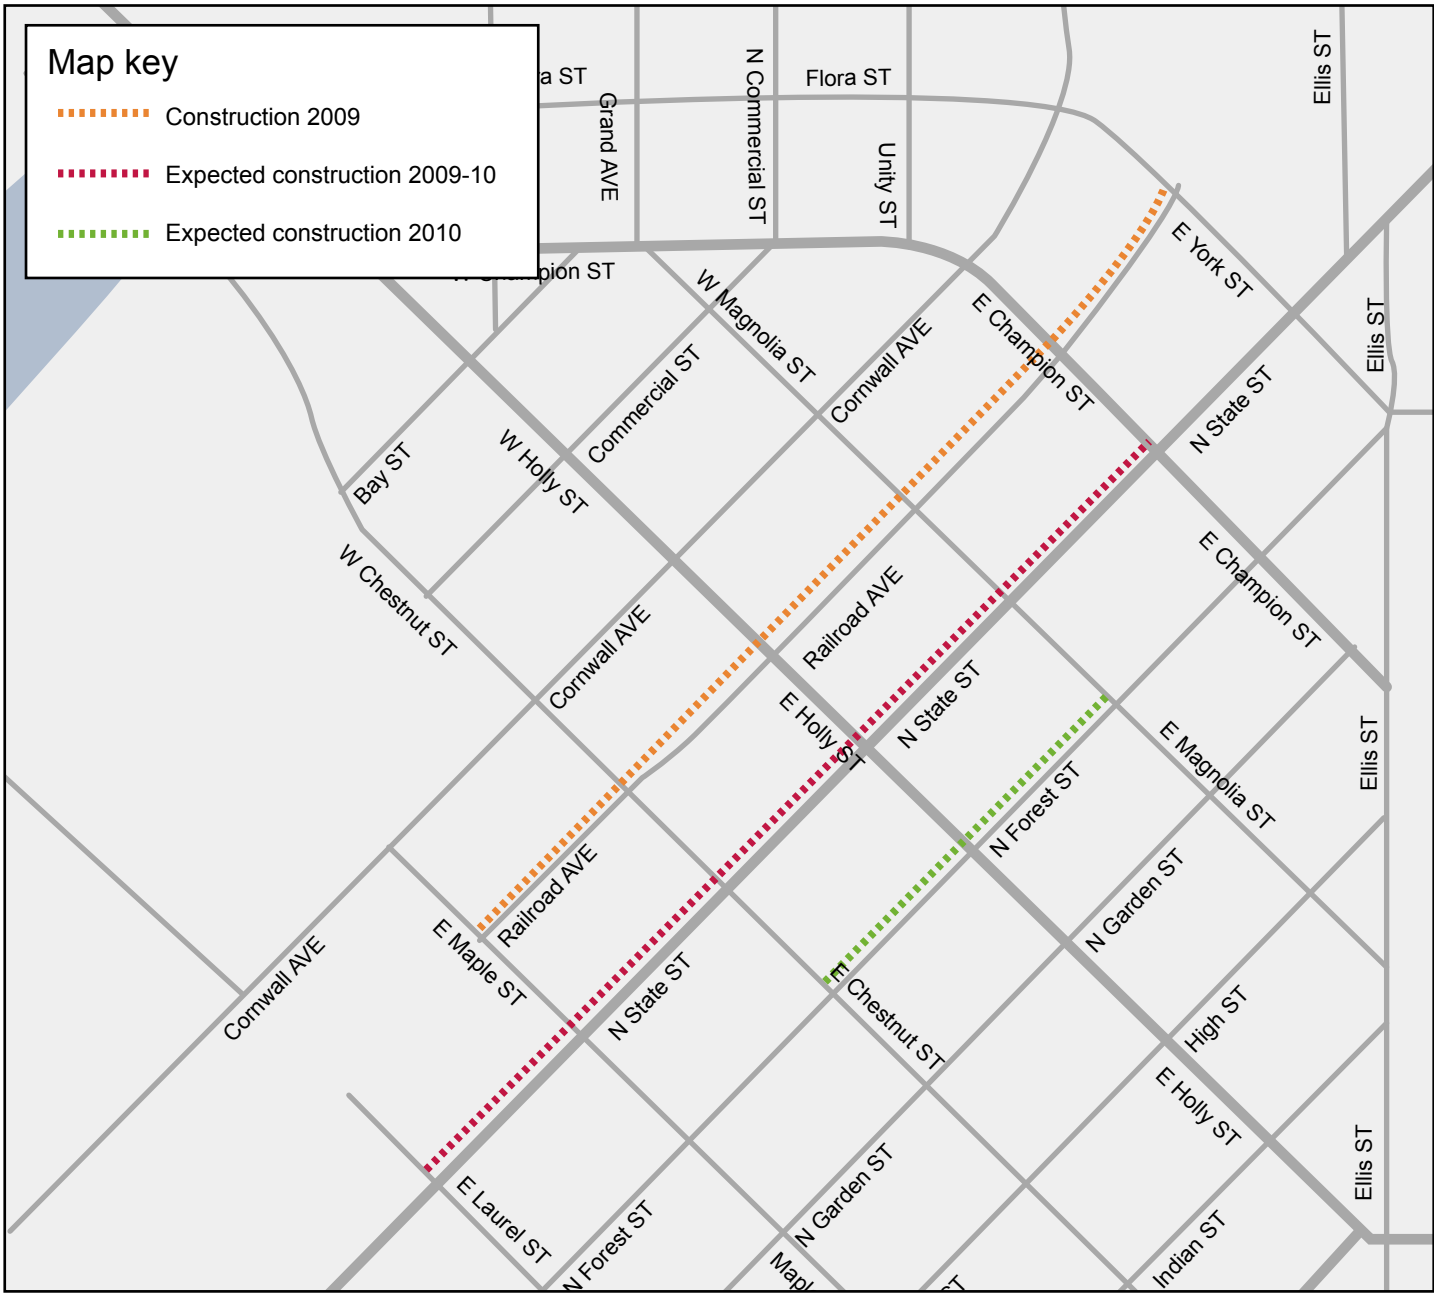 Map key
Construction 2009
Expected construction 2009-10
Expected construction 2010
ra ST
Flora ST
Grand AVE
N Commercial ST
Unity ST
Ellis ST
E York ST
Champion ST
W Magnolia ST
E Champion ST
Cornwall AVE
Commercial ST
N State ST
Ellis ST
Bay ST
W Holly ST
W Chestnut ST
E Champion ST
Railroad AVE
Cornwall AVE
N State ST
E Holly ST
E Magnolia ST
Ellis ST
N Forest ST
Railroad AVE
N Garden ST
E Maple ST
Cornwall AVE
N State ST
E Chestnut ST
High ST
E Holly ST
Ellis ST
N Garden ST
E Laurel ST
N Forest ST
Indian ST
Mapl
ST